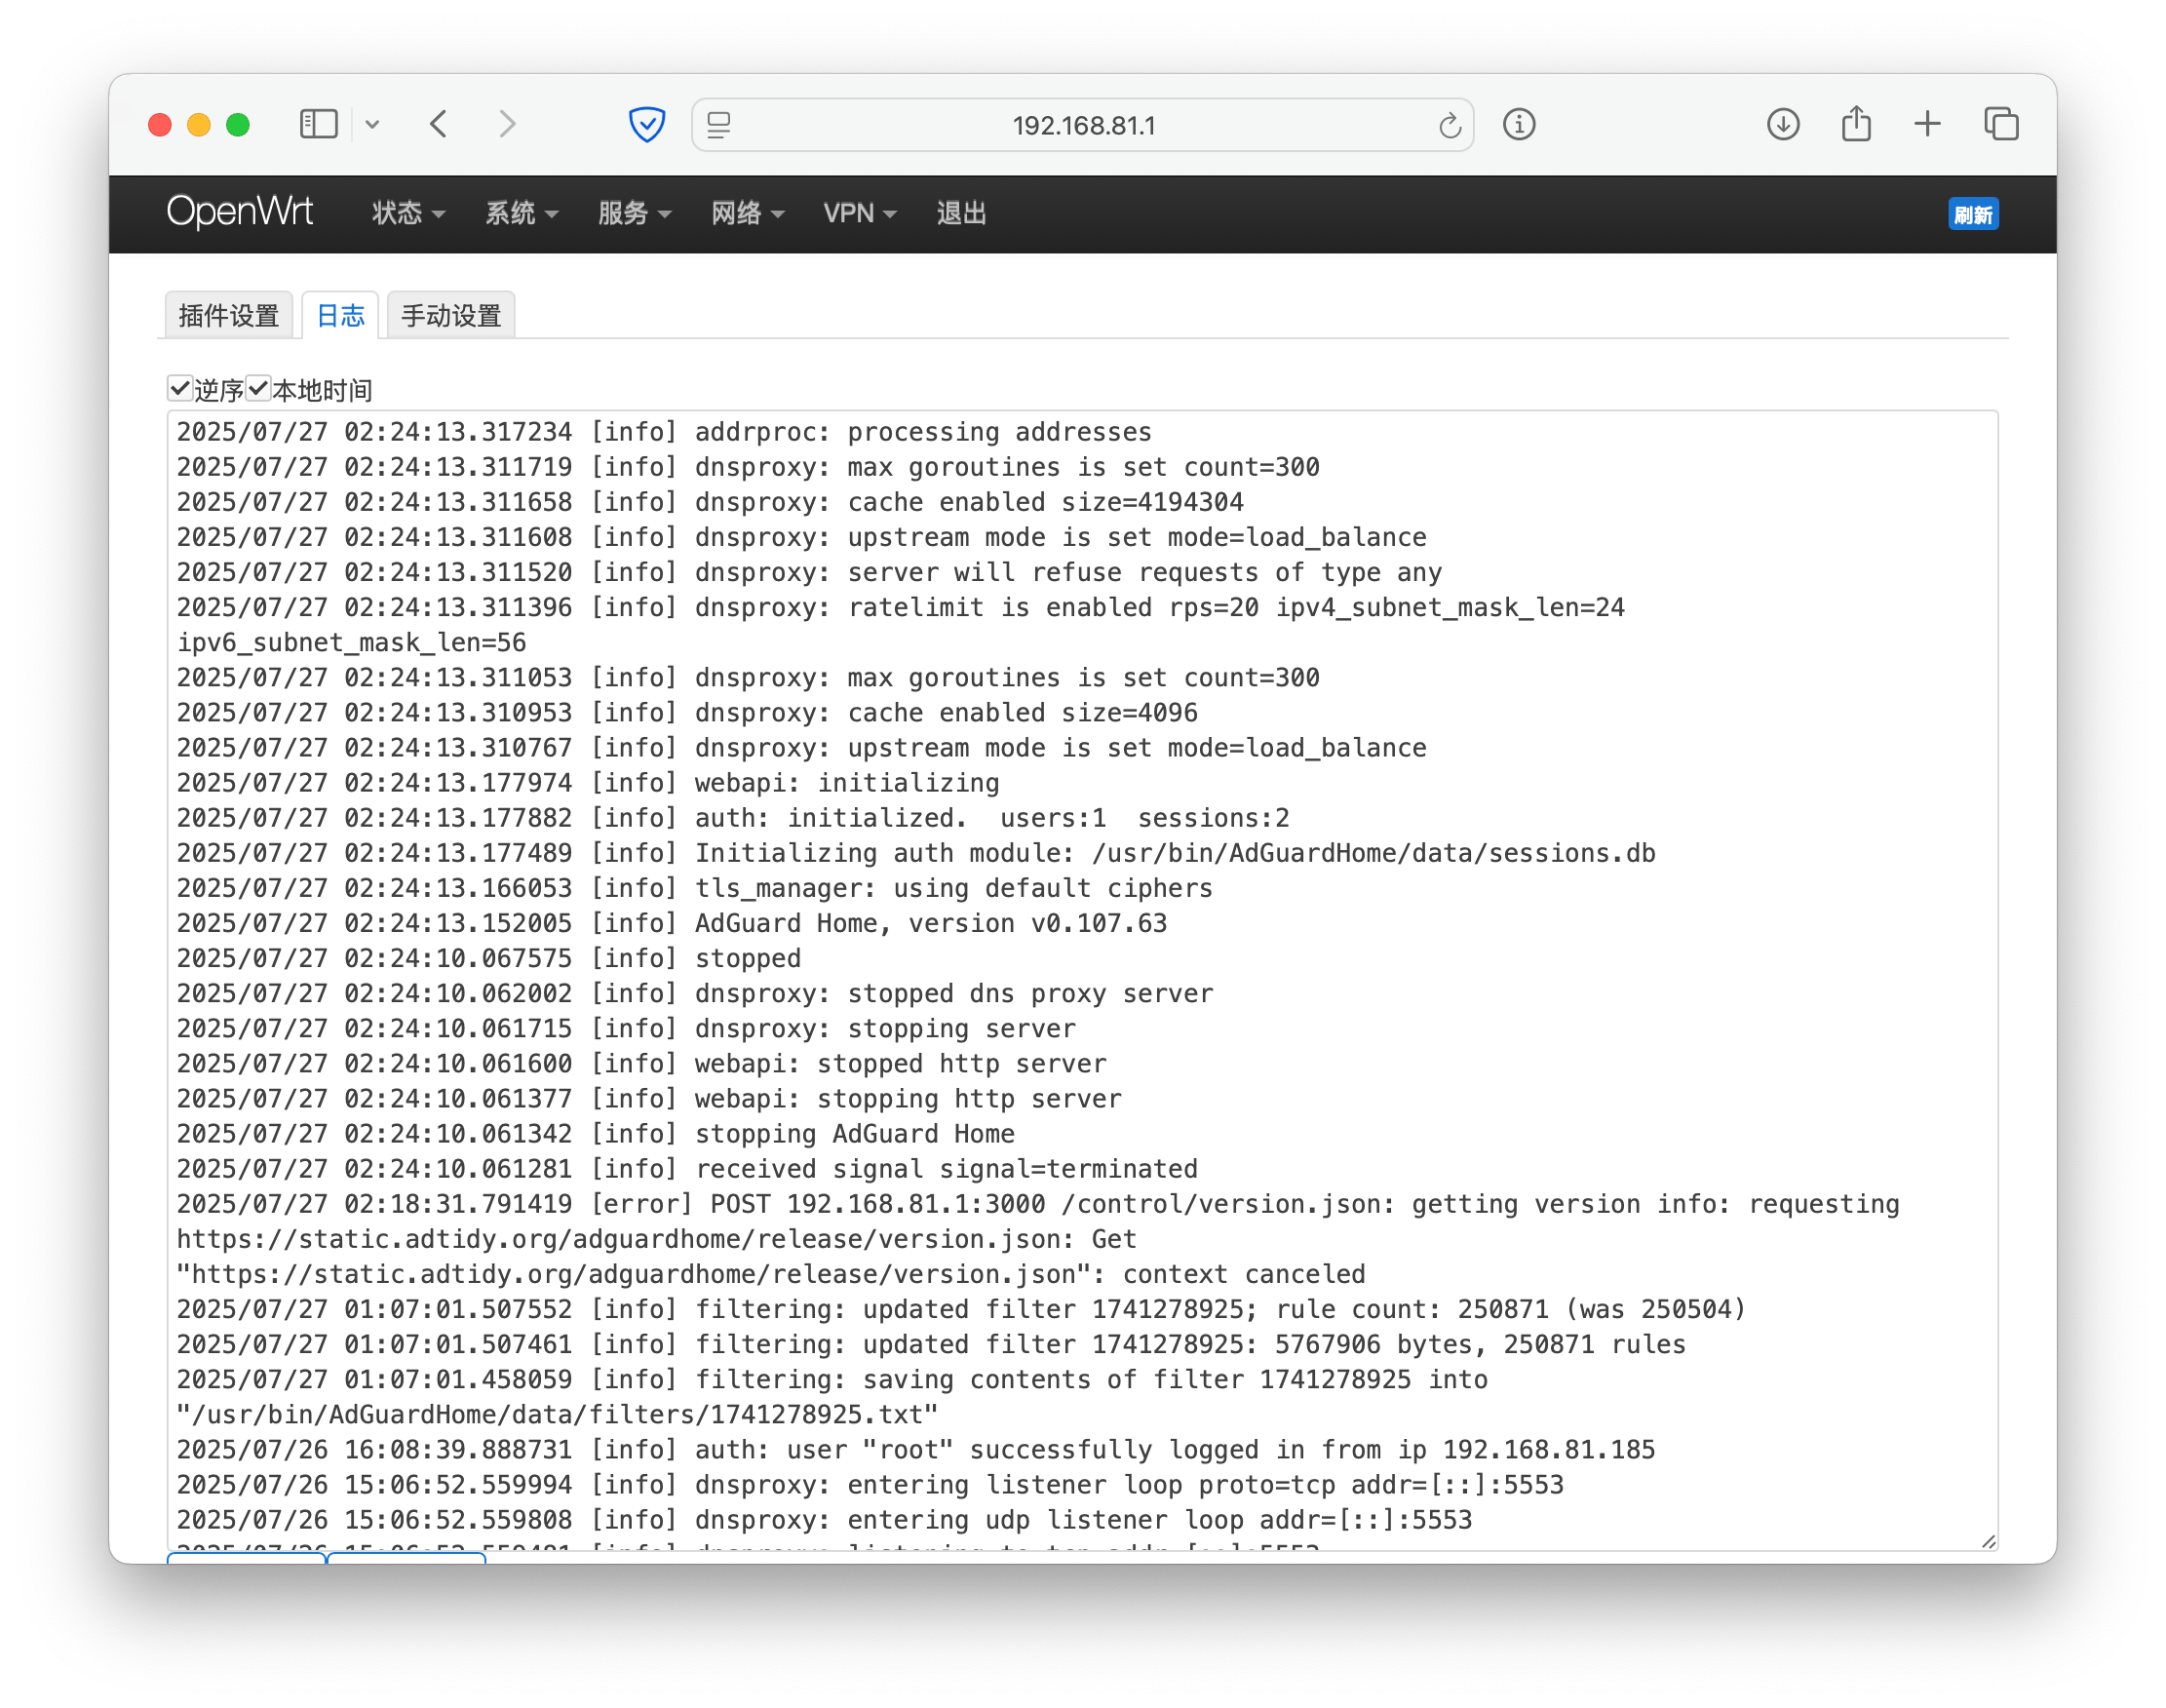 192.168.81.1
OpenWrt 状态 系统 服务 网络 VPN 退出 刷新
插件设置 日志 手动设置
逆序 本地时间
2025/07/27 02:24:13.317234 [info] addrproc: processing addresses
2025/07/27 02:24:13.311719 [info] dnsproxy: max goroutines is set count=300
2025/07/27 02:24:13.311658 [info] dnsproxy: cache enabled size=4194304
2025/07/27 02:24:13.311608 [info] dnsproxy: upstream mode is set mode=load_balance
2025/07/27 02:24:13.311520 [info] dnsproxy: server will refuse requests of type any
2025/07/27 02:24:13.311396 [info] dnsproxy: ratelimit is enabled rps=20 ipv4_subnet_mask_len=24
ipv6_subnet_mask_len=56
2025/07/27 02:24:13.311053 [info] dnsproxy: max goroutines is set count=300
2025/07/27 02:24:13.310953 [info] dnsproxy: cache enabled size=4096
2025/07/27 02:24:13.310767 [info] dnsproxy: upstream mode is set mode=load_balance
2025/07/27 02:24:13.177974 [info] webapi: initializing
2025/07/27 02:24:13.177882 [info] auth: initialized.  users:1  sessions:2
2025/07/27 02:24:13.177489 [info] Initializing auth module: /usr/bin/AdGuardHome/data/sessions.db
2025/07/27 02:24:13.166053 [info] tls_manager: using default ciphers
2025/07/27 02:24:13.152005 [info] AdGuard Home, version v0.107.63
2025/07/27 02:24:10.067575 [info] stopped
2025/07/27 02:24:10.062002 [info] dnsproxy: stopped dns proxy server
2025/07/27 02:24:10.061715 [info] dnsproxy: stopping server
2025/07/27 02:24:10.061600 [info] webapi: stopped http server
2025/07/27 02:24:10.061377 [info] webapi: stopping http server
2025/07/27 02:24:10.061342 [info] stopping AdGuard Home
2025/07/27 02:24:10.061281 [info] received signal signal=terminated
2025/07/27 02:18:31.791419 [error] POST 192.168.81.1:3000 /control/version.json: getting version info: requesting
https://static.adtidy.org/adguardhome/release/version.json: Get
"https://static.adtidy.org/adguardhome/release/version.json": context canceled
2025/07/27 01:07:01.507552 [info] filtering: updated filter 1741278925; rule count: 250871 (was 250504)
2025/07/27 01:07:01.507461 [info] filtering: updated filter 1741278925: 5767906 bytes, 250871 rules
2025/07/27 01:07:01.458059 [info] filtering: saving contents of filter 1741278925 into
"/usr/bin/AdGuardHome/data/filters/1741278925.txt"
2025/07/26 16:08:39.888731 [info] auth: user "root" successfully logged in from ip 192.168.81.185
2025/07/26 15:06:52.559994 [info] dnsproxy: entering listener loop proto=tcp addr=[::]:5553
2025/07/26 15:06:52.559808 [info] dnsproxy: entering udp listener loop addr=[::]:5553